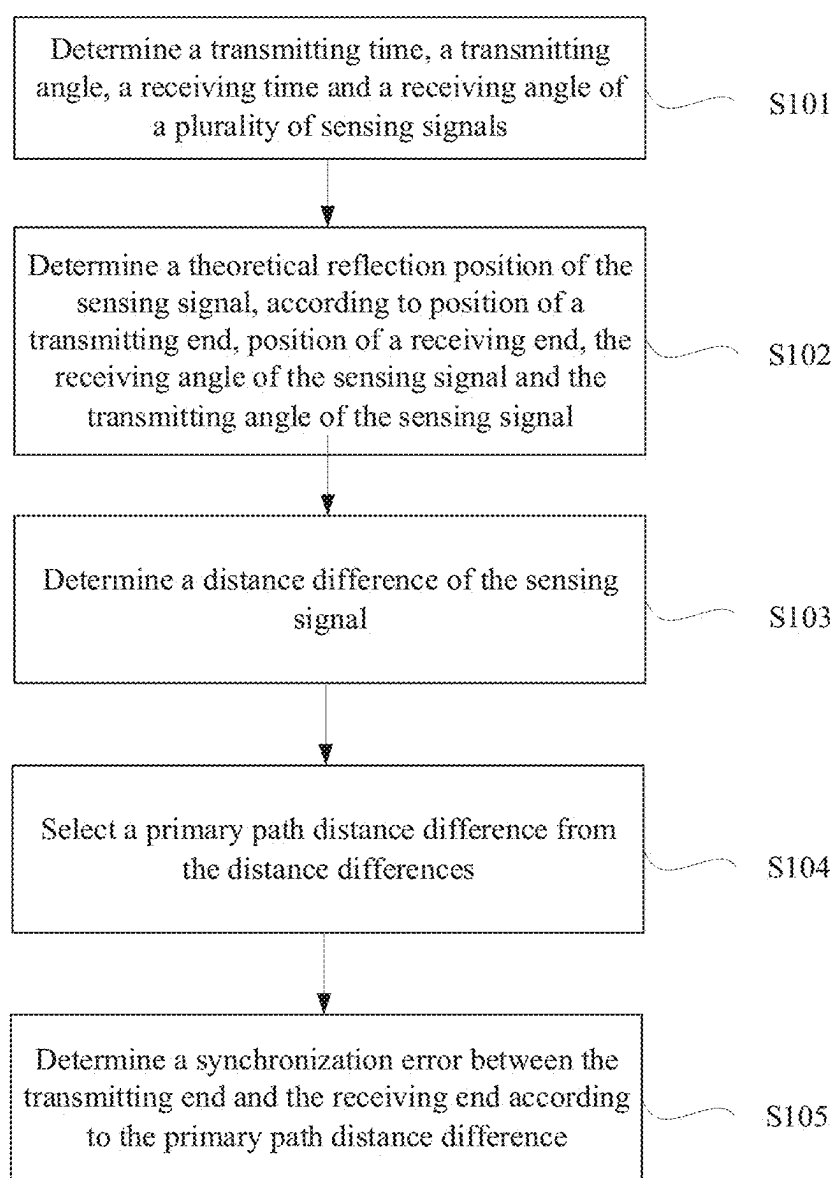 Determine a transmitting time, a transmitting
angle, a receiving time and a receiving angle of
a plurality of sensing signals
S101
Determine a theoretical reflection position of the
sensing signal, according to position of a
transmitting end, position of a receiving end, the
receiving angle of the sensing signal and the
transmitting angle of the sensing signal
S102
Determine a distance difference of the sensing
signal
S103
Select a primary path distance difference from
the distance differences
S104
Determine a synchronization error between the
transmitting end and the receiving end according
to the primary path distance difference
S105